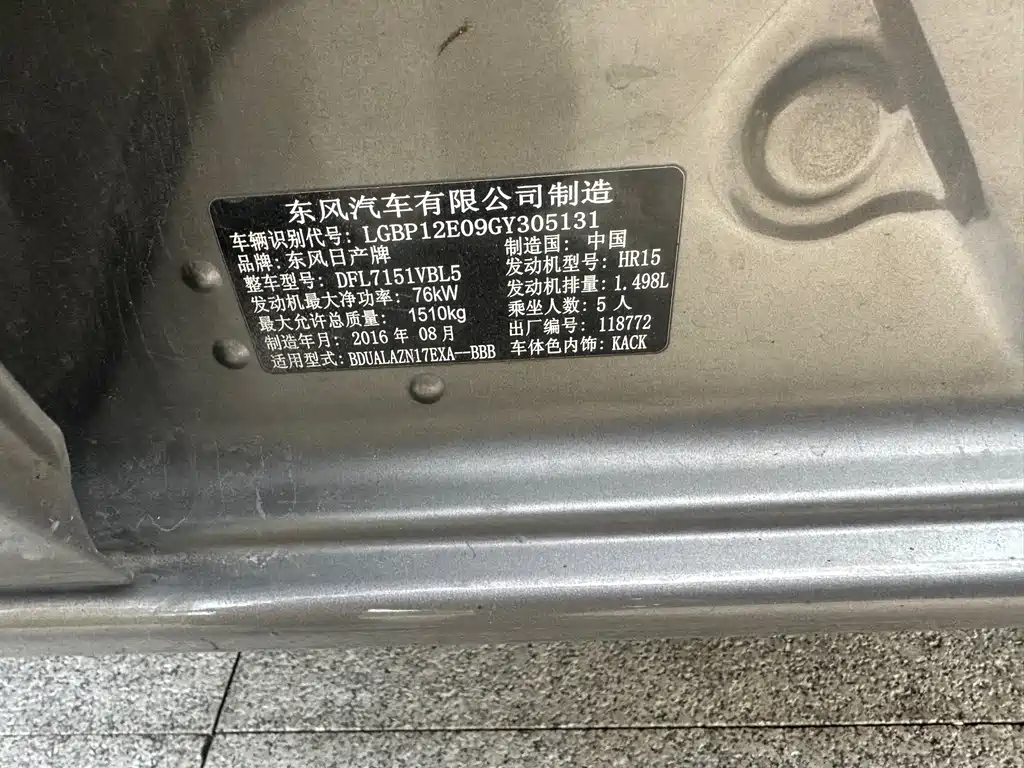 东风汽车有限公司制造
车辆识别代号: LGBP12E09GY305131
品牌: 东风日产牌 制造国: 中国
整车型号: DFL7151VBL5 发动机型号: HR15
发动机最大净功率: 76kW 发动机排量: 1.498L
最大允许总质量: 1510kg 乘坐人数: 5 人
制造年月: 2016 年 08 月 出厂编号: 118772
适用型式: BDUALAZN17EXA--BBB 车体色内饰: KACK